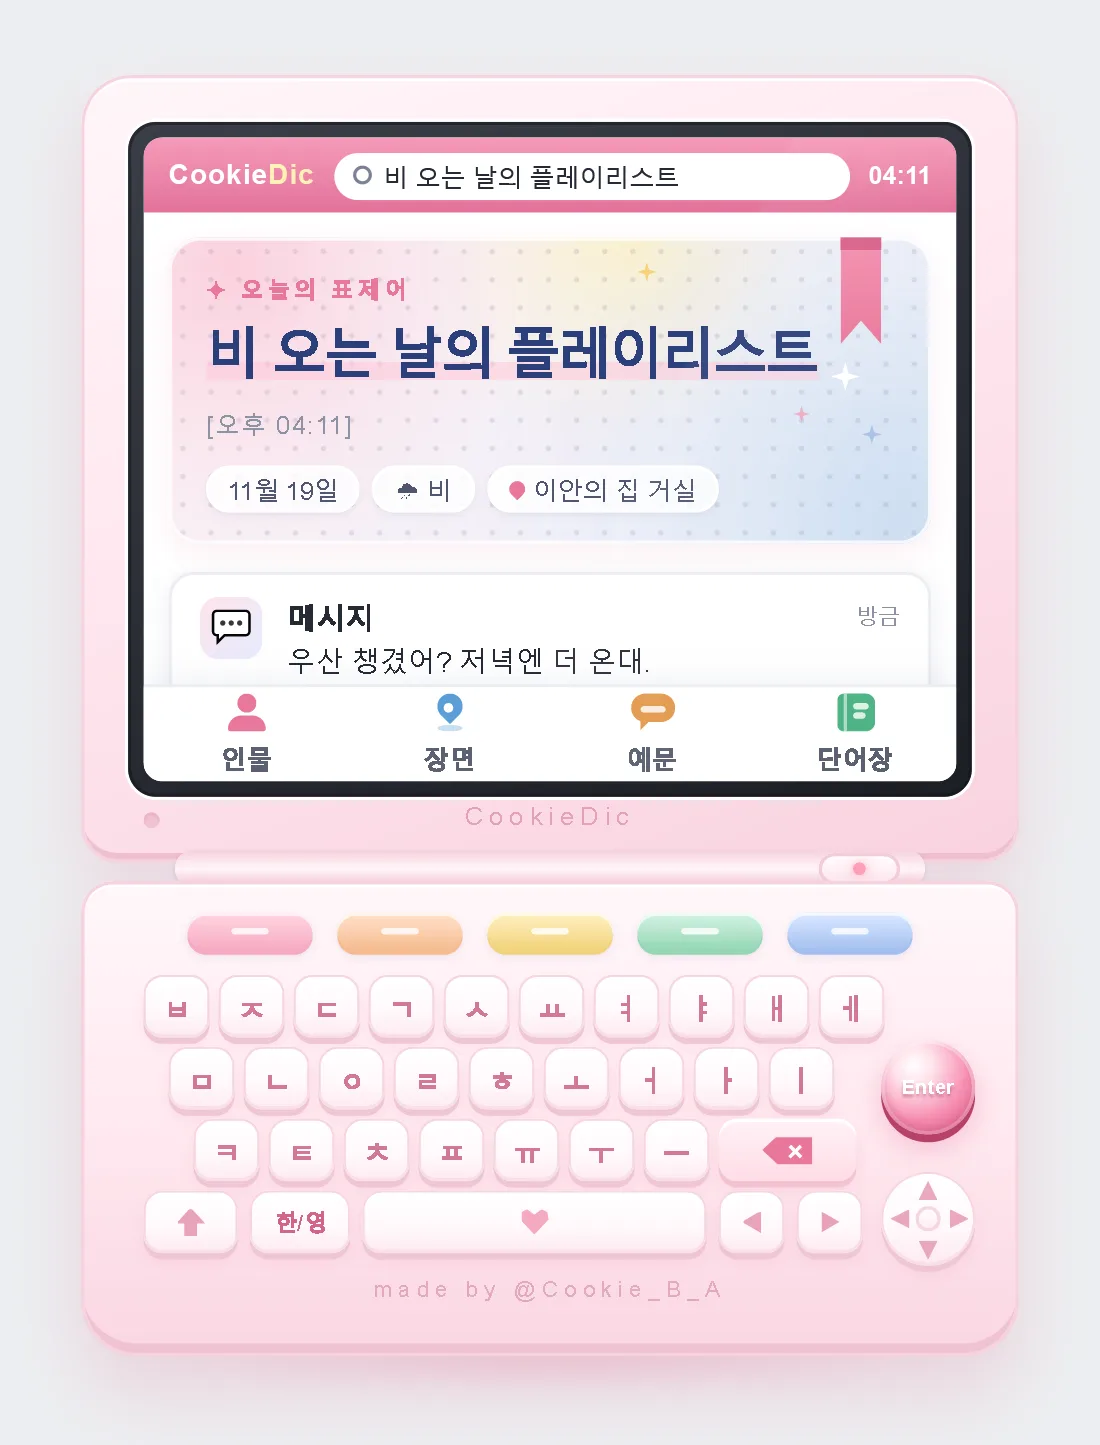 CookieDic
비 오는 날의 플레이리스트
04:11
오늘의 표제어
비 오는 날의 플레이리스트
[오후 04:11]
11월 19일
비
이안의 집 거실
메시지
방금
우산 챙겼어? 저녁엔 더 온대.
인물
장면
예문
단어장
CookieDic
ㅂ ㅈ ㄷ ㄱ ㅅ ㅛ ㅕ ㅑ ㅐ ㅔ
ㅁ ㄴ ㅇ ㄹ ㅎ ㅗ ㅓ ㅏ ㅣ
Enter
ㅋ ㅌ ㅊ ㅍ ㅠ ㅜ ㅡ
한/영
made by @Cookie_B_A